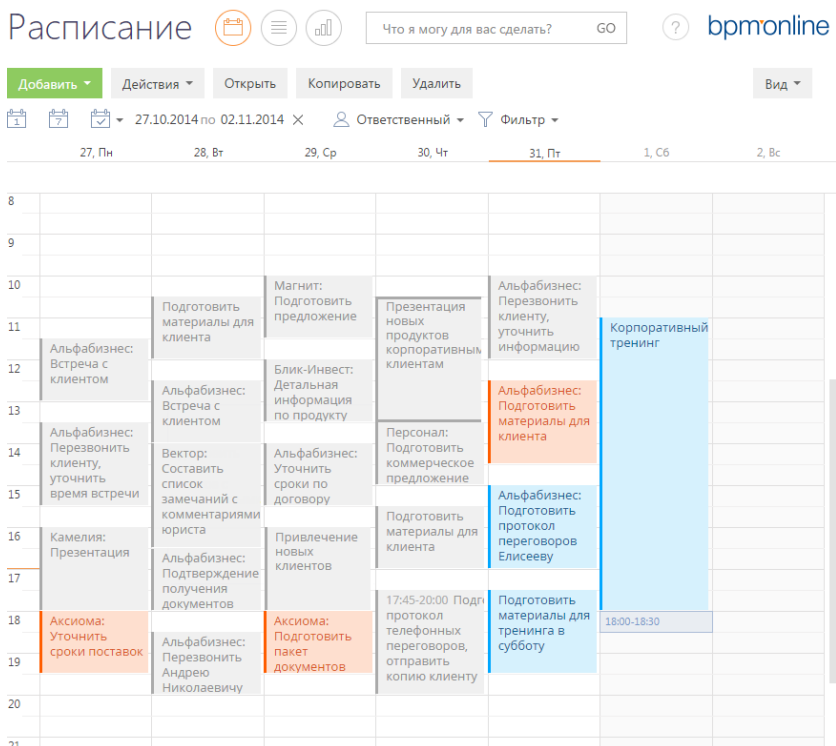 Расписание
Что я могу для вас сделать? GO
?
bpm'online
Добавить Действия Открыть Копировать Удалить Вид
1 7 27.10.2014 по 02.11.2014 × Ответственный Фильтр
27, Пн 28, Вт 29, Ср 30, Чт 31, Пт 1, Сб 2, Вс
8
9
10
11
12
13
14
15
16
17
18
19
20
21
Альфабизнес:
Встреча с
клиентом
Альфабизнес:
Перезвонить
клиенту,
уточнить
время встречи
Камелия:
Презентация
Аксиома:
Уточнить
сроки поставок
Подготовить
материалы для
клиента
Альфабизнес:
Встреча с
клиентом
Вектор:
Составить
список
замечаний с
комментариями
юриста
Альфабизнес:
Подтверждение
получения
документов
Альфабизнес:
Перезвонить
Андрею
Николаевичу
Магнит:
Подготовить
предложение
Блик-Инвест:
Детальная
информация
по продукту
Альфабизнес:
Уточнить
сроки по
договору
Привлечение
новых
клиентов
Аксиома:
Подготовить
пакет
документов
Презентация
новых
продуктов
корпоративным
клиентам
Персонал:
Подготовить
коммерческое
предложение
Подготовить
материалы для
клиента
17:45-20:00 Подг
протокол
телефонных
переговоров,
отправить
копию клиенту
Альфабизнес:
Перезвонить
клиенту,
уточнить
информацию
Альфабизнес:
Подготовить
материалы для
клиента
Альфабизнес:
Подготовить
протокол
переговоров
Елисееву
Подготовить
материалы для
тренинга в
субботу
Корпоративный
тренинг
18:00-18:30